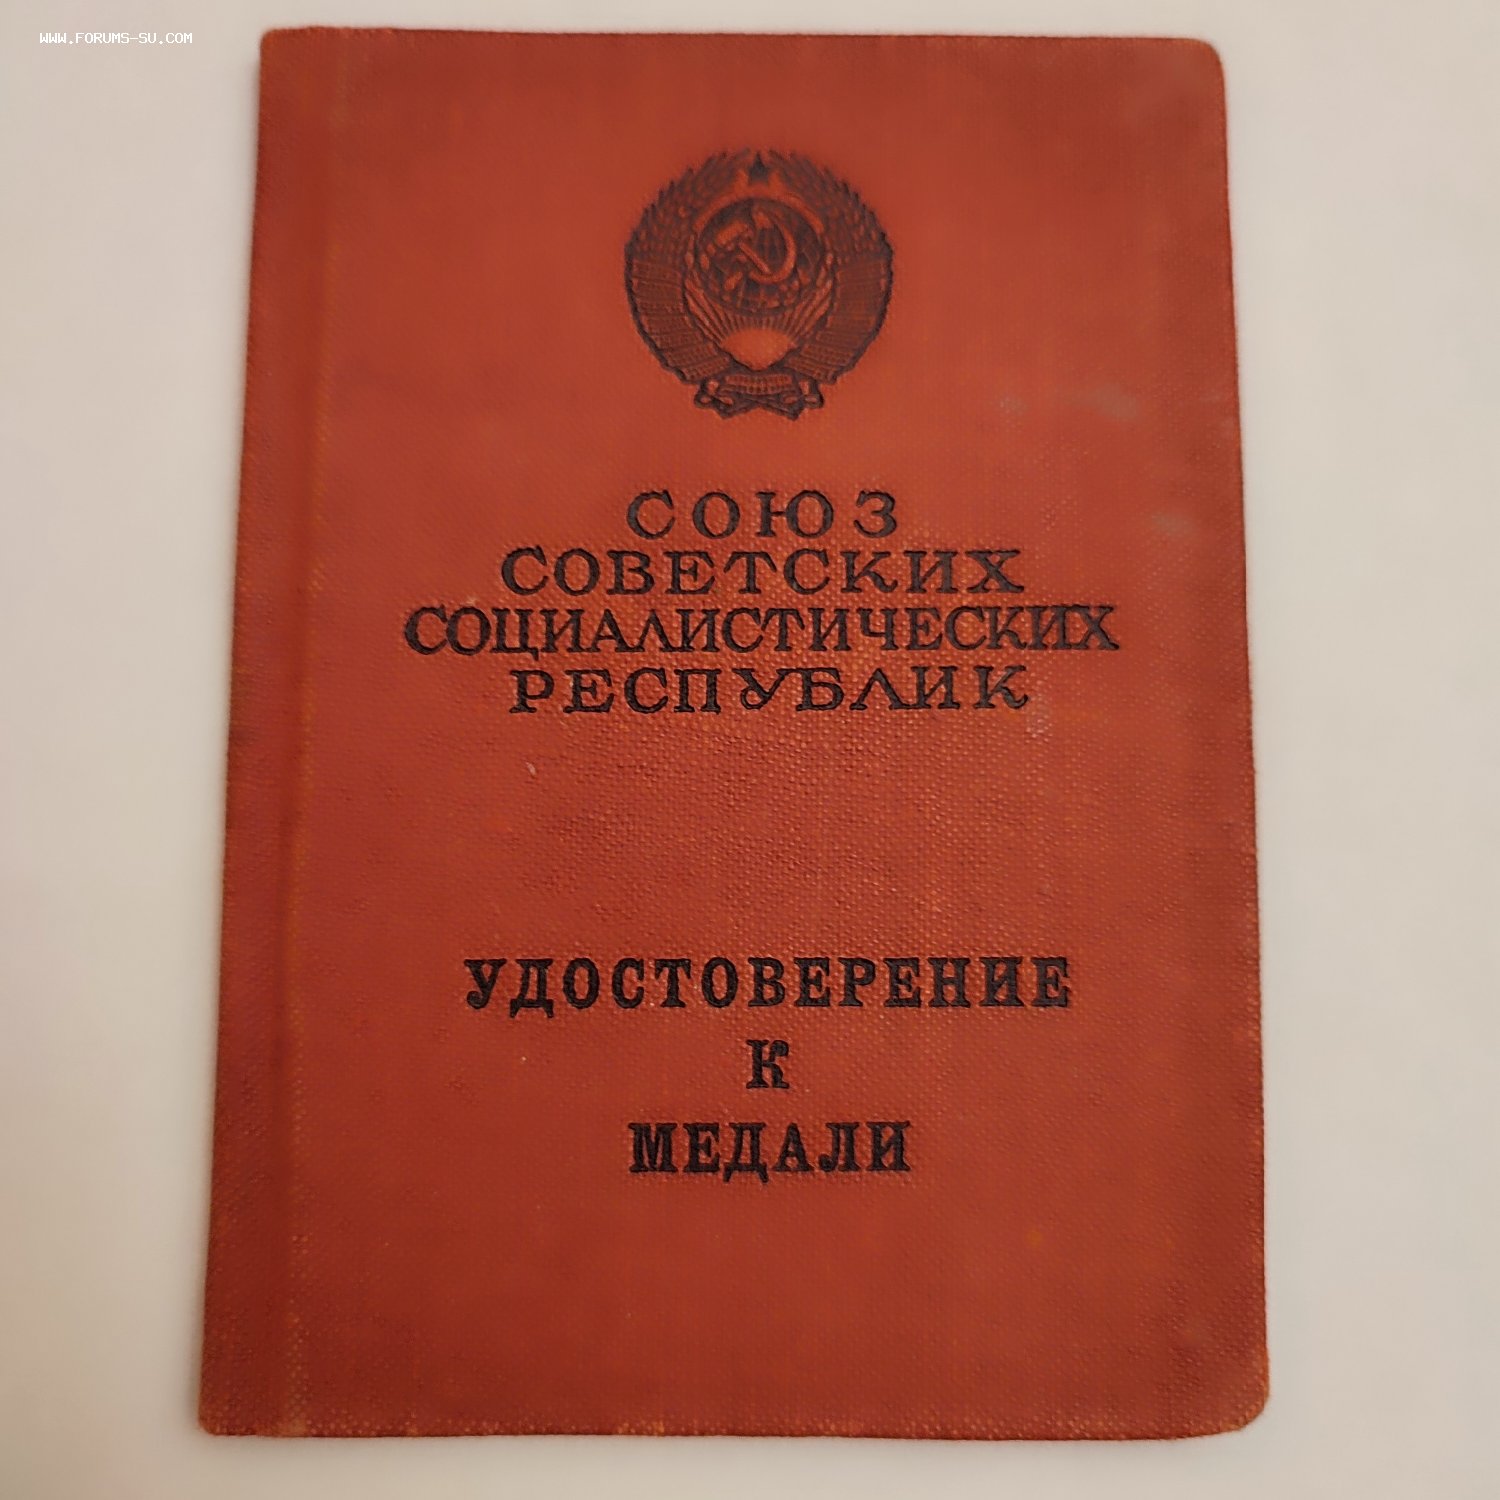 WWW.FORUMS-SU.COM
СОЮЗ
СОВЕТСКИХ
СОЦИАЛИСТИЧЕСКИХ
РЕСПУБЛИК
УДОСТОВЕРЕНИЕ
К
МЕДАЛИ